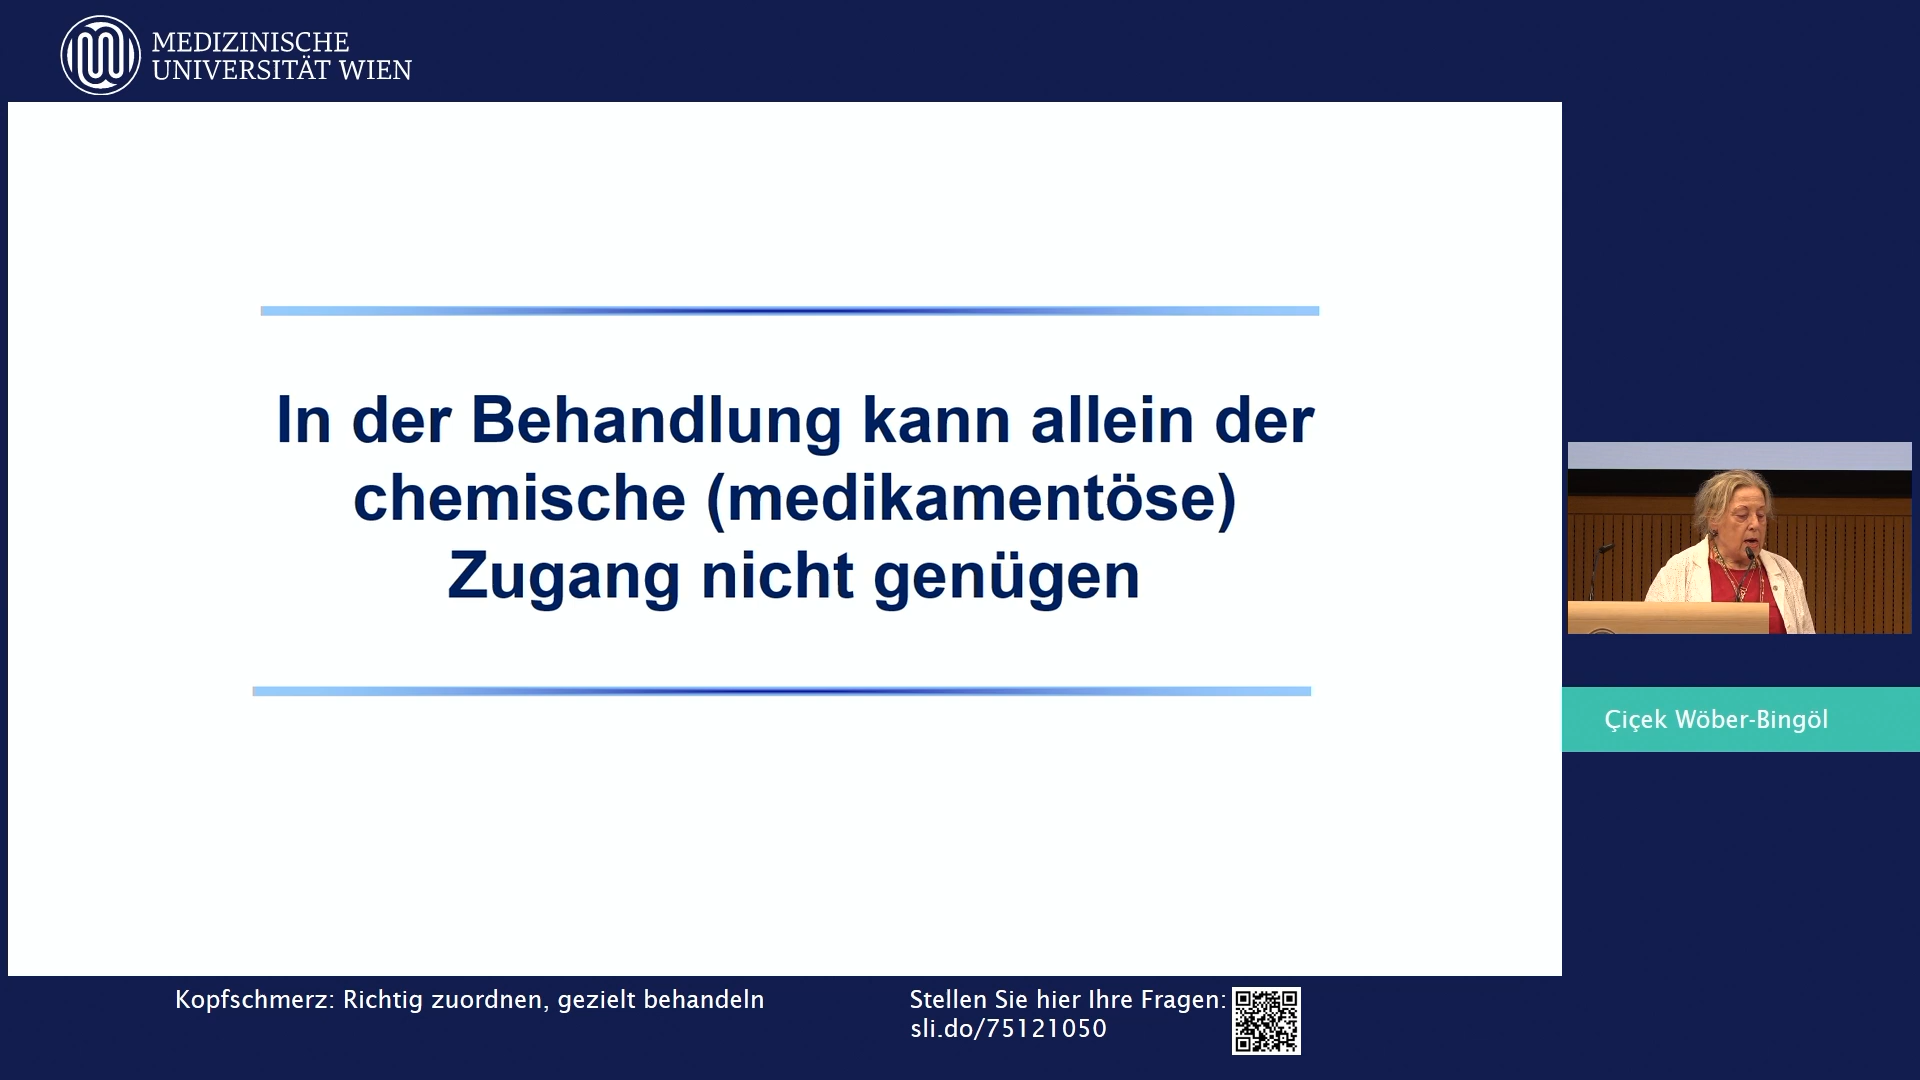 MEDIZINISCHE
UNIVERSITÄT WIEN
In der Behandlung kann allein der
chemische (medikamentöse)
Zugang nicht genügen
Çiçek Wöber-Bingöl
Kopfschmerz: Richtig zuordnen, gezielt behandeln
Stellen Sie hier Ihre Fragen:
sli.do/75121050